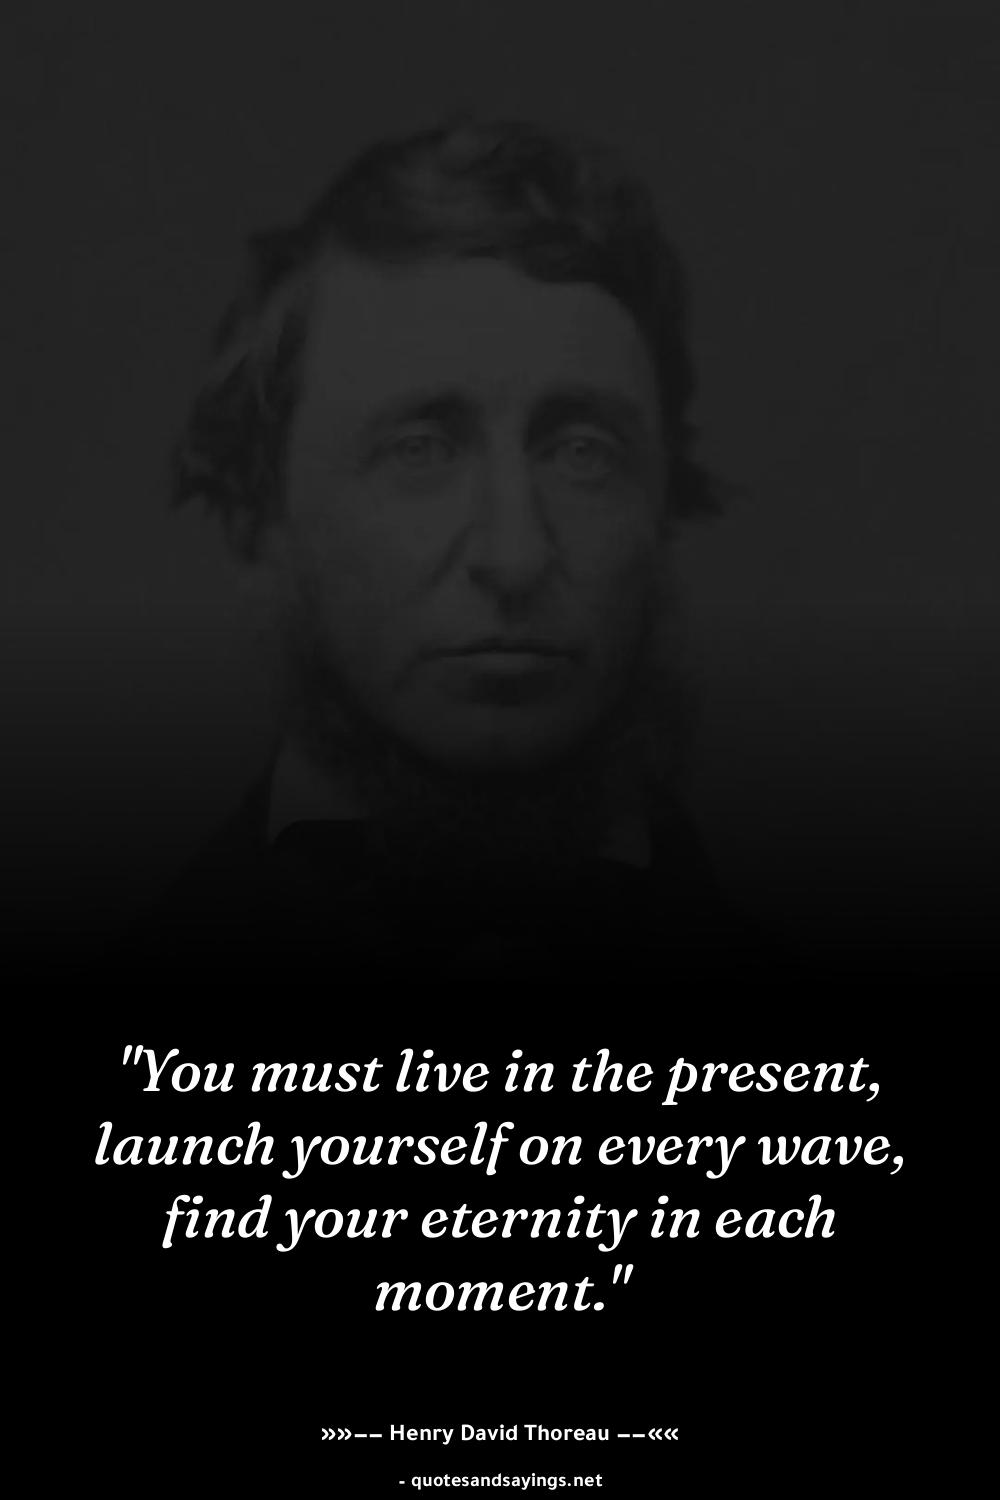 "You must live in the present,
launch yourself on every wave,
find your eternity in each
moment."
»»−− Henry David Thoreau −−««
- quotesandsayings.net